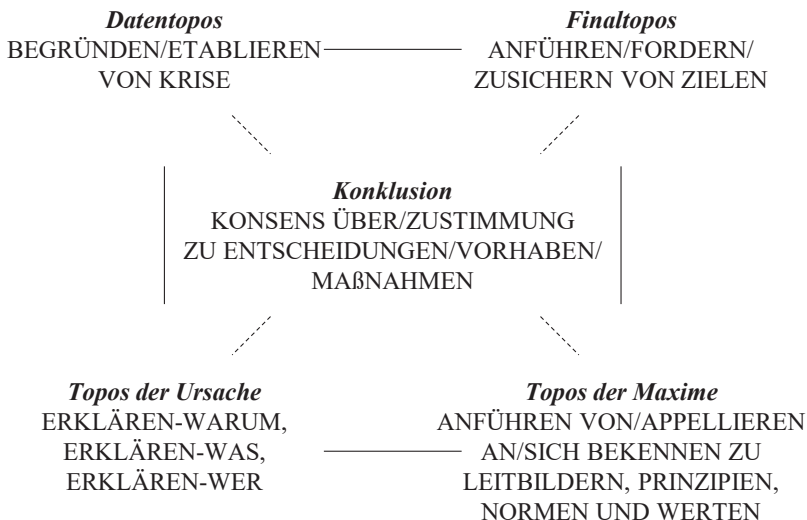 Datentopos
BEGRÜNDEN/ETABLIEREN
VON KRISE
Finaltopos
ANFÜHREN/FORDERN/
ZUSICHERN VON ZIELEN
Konklusion
KONSENS ÜBER/ZUSTIMMUNG
ZU ENTSCHEIDUNGEN/VORHABEN/
MAßNAHMEN
Topos der Ursache
ERKLÄREN-WARUM,
ERKLÄREN-WAS,
ERKLÄREN-WER
Topos der Maxime
ANFÜHREN VON/APPELLIEREN
AN/SICH BEKENNEN ZU
LEITBILDERN, PRINZIPIEN,
NORMEN UND WERTEN